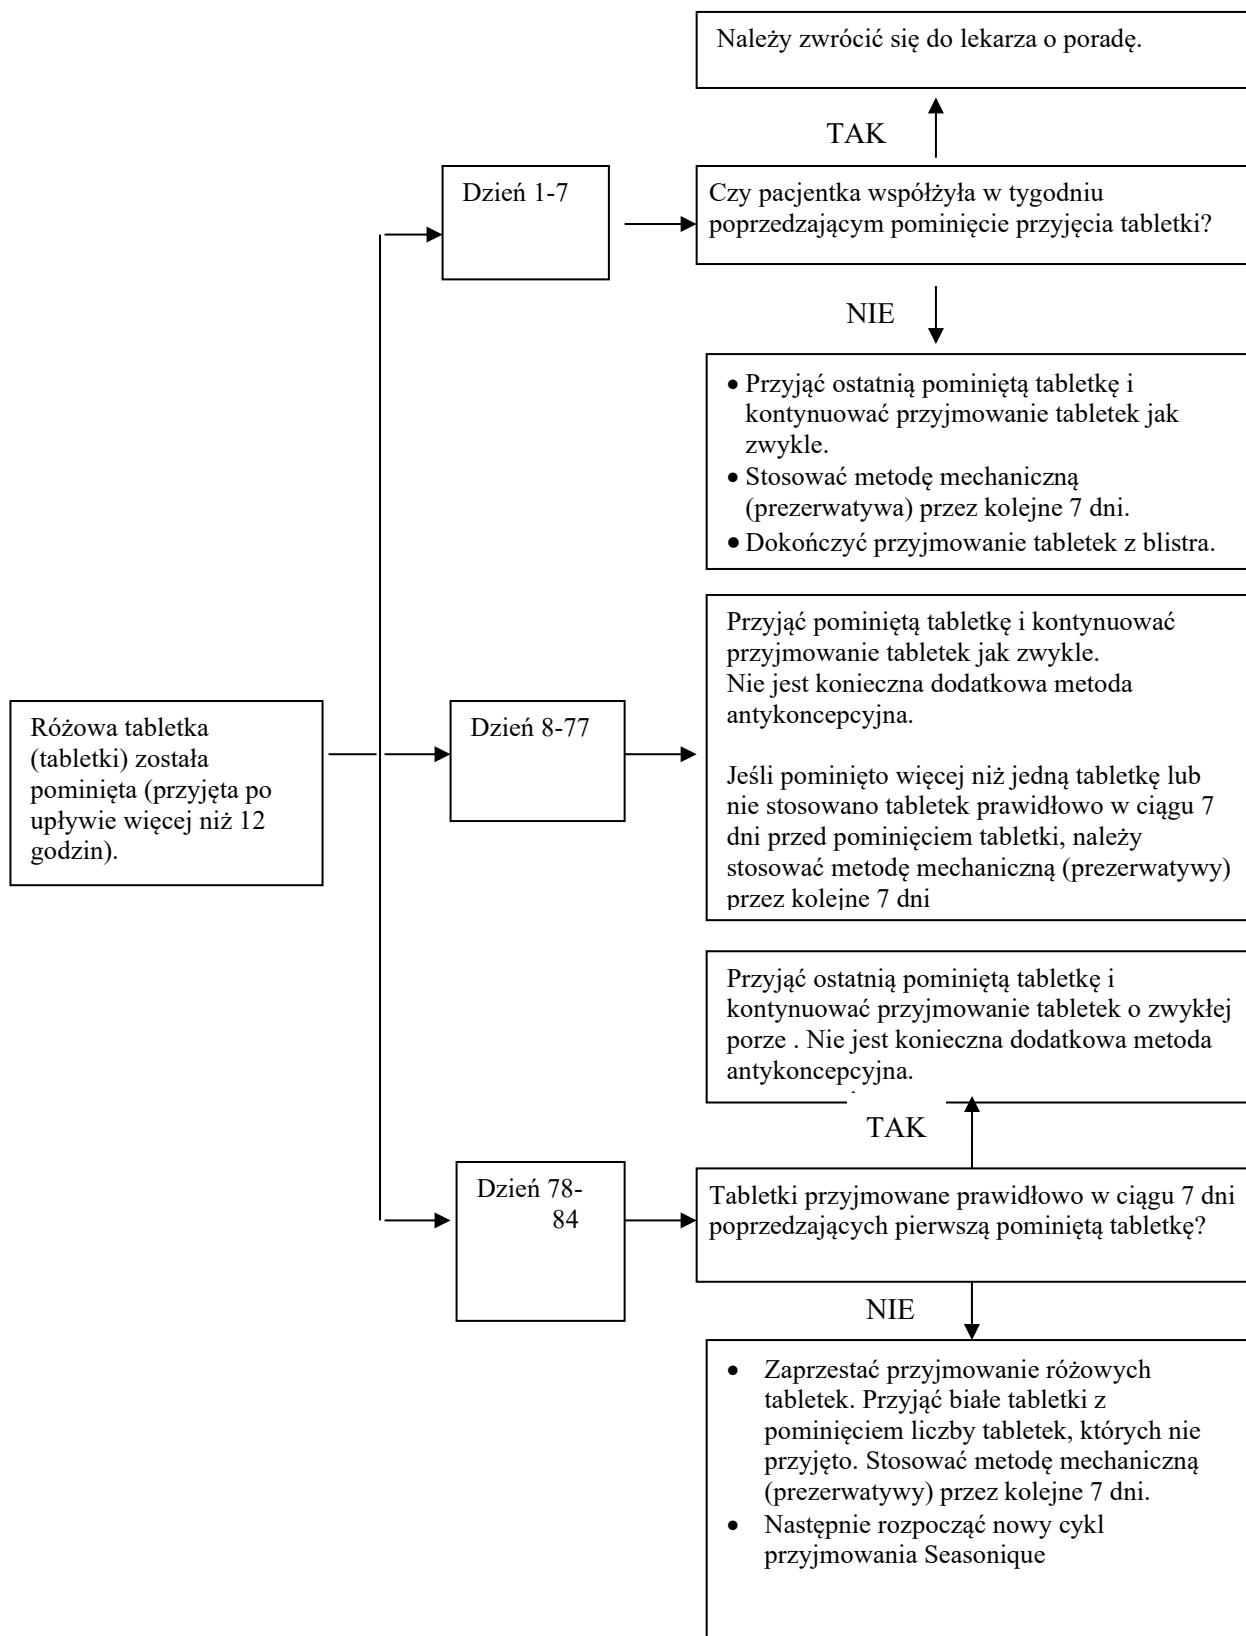 Należy zwrócić się do lekarza o poradę.
TAK
Dzień 1-7
Czy pacjentka współżyła w tygodniu
poprzedzającym pominięcie przyjęcia tabletki?
NIE
• Przyjąć ostatnią pominiętą tabletkę i
kontynuować przyjmowanie tabletek jak
zwykle.
• Stosować metodę mechaniczną
(prezerwatywa) przez kolejne 7 dni.
• Dokończyć przyjmowanie tabletek z blistra.
Różowa tabletka
(tabletki) została
pominięta (przyjęta po
upływie więcej niż 12
godzin).
Dzień 8-77
Przyjąć pominiętą tabletkę i kontynuować
przyjmowanie tabletek jak zwykle.
Nie jest konieczna dodatkowa metoda
antykoncepcyjna.
Jeśli pominięto więcej niż jedną tabletkę lub
nie stosowano tabletek prawidłowo w ciągu 7
dni przed pominięciem tabletki, należy
stosować metodę mechaniczną (prezerwatywy)
przez kolejne 7 dni
Przyjąć ostatnią pominiętą tabletkę i
kontynuować przyjmowanie tabletek o zwykłej
porze . Nie jest konieczna dodatkowa metoda
antykoncepcyjna.
TAK
Dzień 78-
84
Tabletki przyjmowane prawidłowo w ciągu 7 dni
poprzedzających pierwszą pominiętą tabletkę?
NIE
• Zaprzestać przyjmowanie różowych
tabletek. Przyjąć białe tabletki z
pominięciem liczby tabletek, których nie
przyjęto. Stosować metodę mechaniczną
(prezerwatywy) przez kolejne 7 dni.
• Następnie rozpocząć nowy cykl
przyjmowania Seasonique